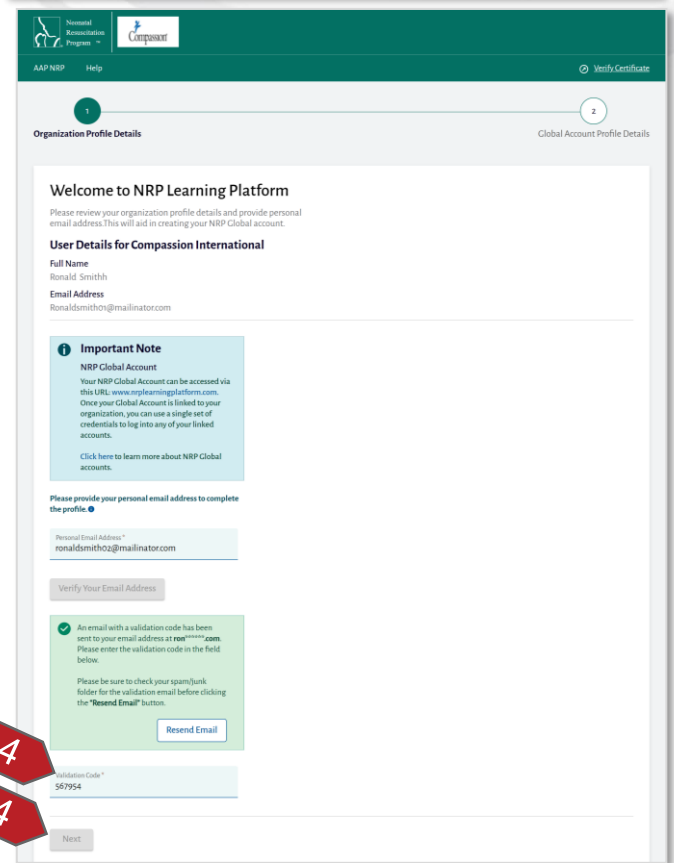 Neonatal
Resuscitation
Program ™
Compassion
AAP NRP Help Verify Certificate
1 2
Organization Profile Details Global Account Profile Details
Welcome to NRP Learning Platform
Please review your organization profile details and provide personal
email address.This will aid in creating your NRP Global account.
User Details for Compassion International
Full Name
Ronald Smithh
Email Address
Ronaldsmith01@mailinator.com
Important Note
NRP Global Account
Your NRP Global Account can be accessed via
this URL: www.nrplearningplatform.com.
Once your Global Account is linked to your
organization, you can use a single set of
credentials to log into any of your linked
accounts.
Click here to learn more about NRP Global
accounts.
Please provide your personal email address to complete
the profile.
Personal Email Address *
ronaldsmith02@mailinator.com
Verify Your Email Address
An email with a validation code has been
sent to your email address at ron******.com.
Please enter the validation code in the field
below.
Please be sure to check your spam/junk
folder for the validation email before clicking
the "Resend Email" button.
Resend Email
4
Validation Code *
567954
4
Next